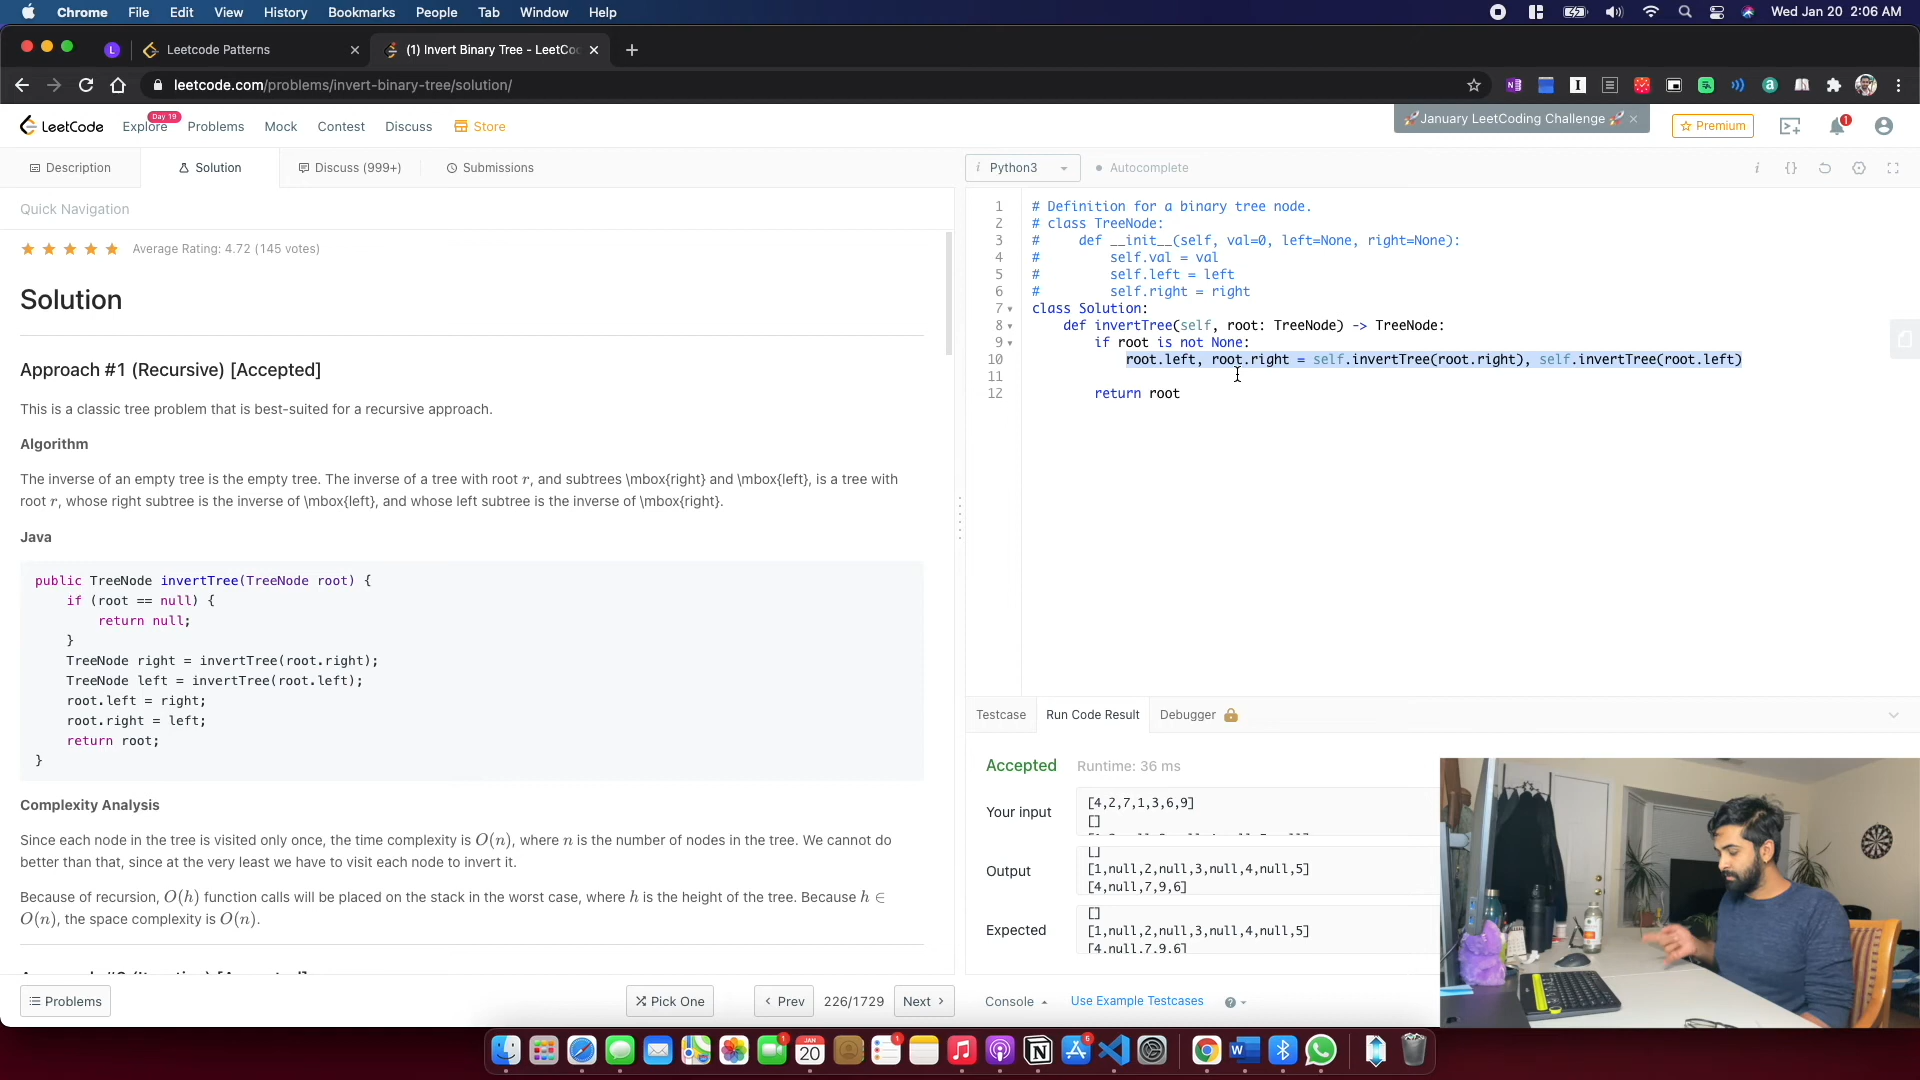 Chrome File Edit View History Bookmarks People Tab Window Help Wed Jan 20 2:06 AM
L Leetcode Patterns (1) Invert Binary Tree - LeetCo
leetcode.com/problems/invert-binary-tree/solution/
LeetCode Explore Day 19 Problems Mock Contest Discuss Store 🚀January LeetCoding Challenge 🚀 × Premium 1
Description Solution Discuss (999+) Submissions
i Python3 Autocomplete i {}
Quick Navigation
Average Rating: 4.72 (145 votes)
Solution
Approach #1 (Recursive) [Accepted]
This is a classic tree problem that is best-suited for a recursive approach.
Algorithm
The inverse of an empty tree is the empty tree. The inverse of a tree with root r, and subtrees \mbox{right} and \mbox{left}, is a tree with
root r, whose right subtree is the inverse of \mbox{left}, and whose left subtree is the inverse of \mbox{right}.
Java
public TreeNode invertTree(TreeNode root) {
if (root == null) {
return null;
}
TreeNode right = invertTree(root.right);
TreeNode left = invertTree(root.left);
root.left = right;
root.right = left;
return root;
}
Complexity Analysis
Since each node in the tree is visited only once, the time complexity is O(n), where n is the number of nodes in the tree. We cannot do
better than that, since at the very least we have to visit each node to invert it.
Because of recursion, O(h) function calls will be placed on the stack in the worst case, where h is the height of the tree. Because h ∈
O(n), the space complexity is O(n).
Problems Pick One < Prev 226/1729 Next >
1 # Definition for a binary tree node.
2 # class TreeNode:
3 # def __init__(self, val=0, left=None, right=None):
4 # self.val = val
5 # self.left = left
6 # self.right = right
7 class Solution:
8 def invertTree(self, root: TreeNode) -> TreeNode:
9 if root is not None:
10 root.left, root.right = self.invertTree(root.right), self.invertTree(root.left)
11
12 return root
Testcase Run Code Result Debugger
Accepted Runtime: 36 ms
Your input
[4,2,7,1,3,6,9]
[]
Output
[]
[1,null,2,null,3,null,4,null,5]
[4,null,7,9,6]
Expected
[]
[1,null,2,null,3,null,4,null,5]
[4,null,7,9,6]
Console Use Example Testcases ?
1 JAN 20 1 6